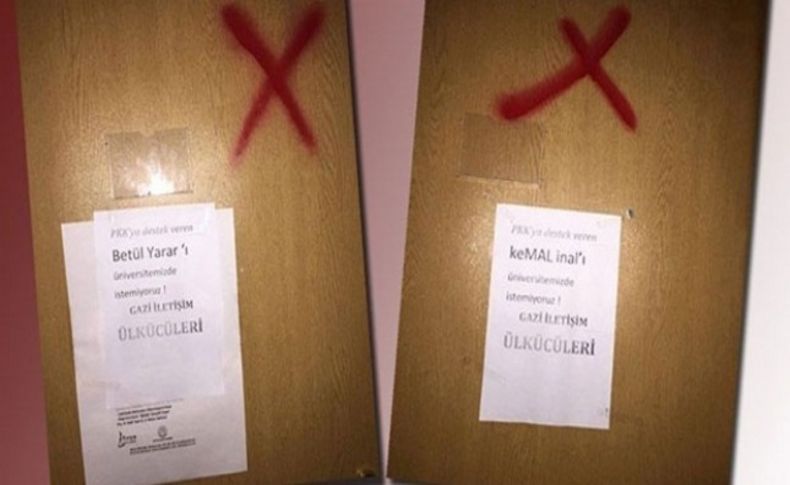 PKK'ya destek veren
Betül Yarar 'ı
üniversitemizde
istemiyoruz !
GAZİ İLETİŞİM
ÜLKÜCÜLERİ
PKK'ya destek veren
keMAL inal'ı
üniversitemizde
istemiyoruz !
GAZİ İLETİŞİM
ÜLKÜCÜLERİ